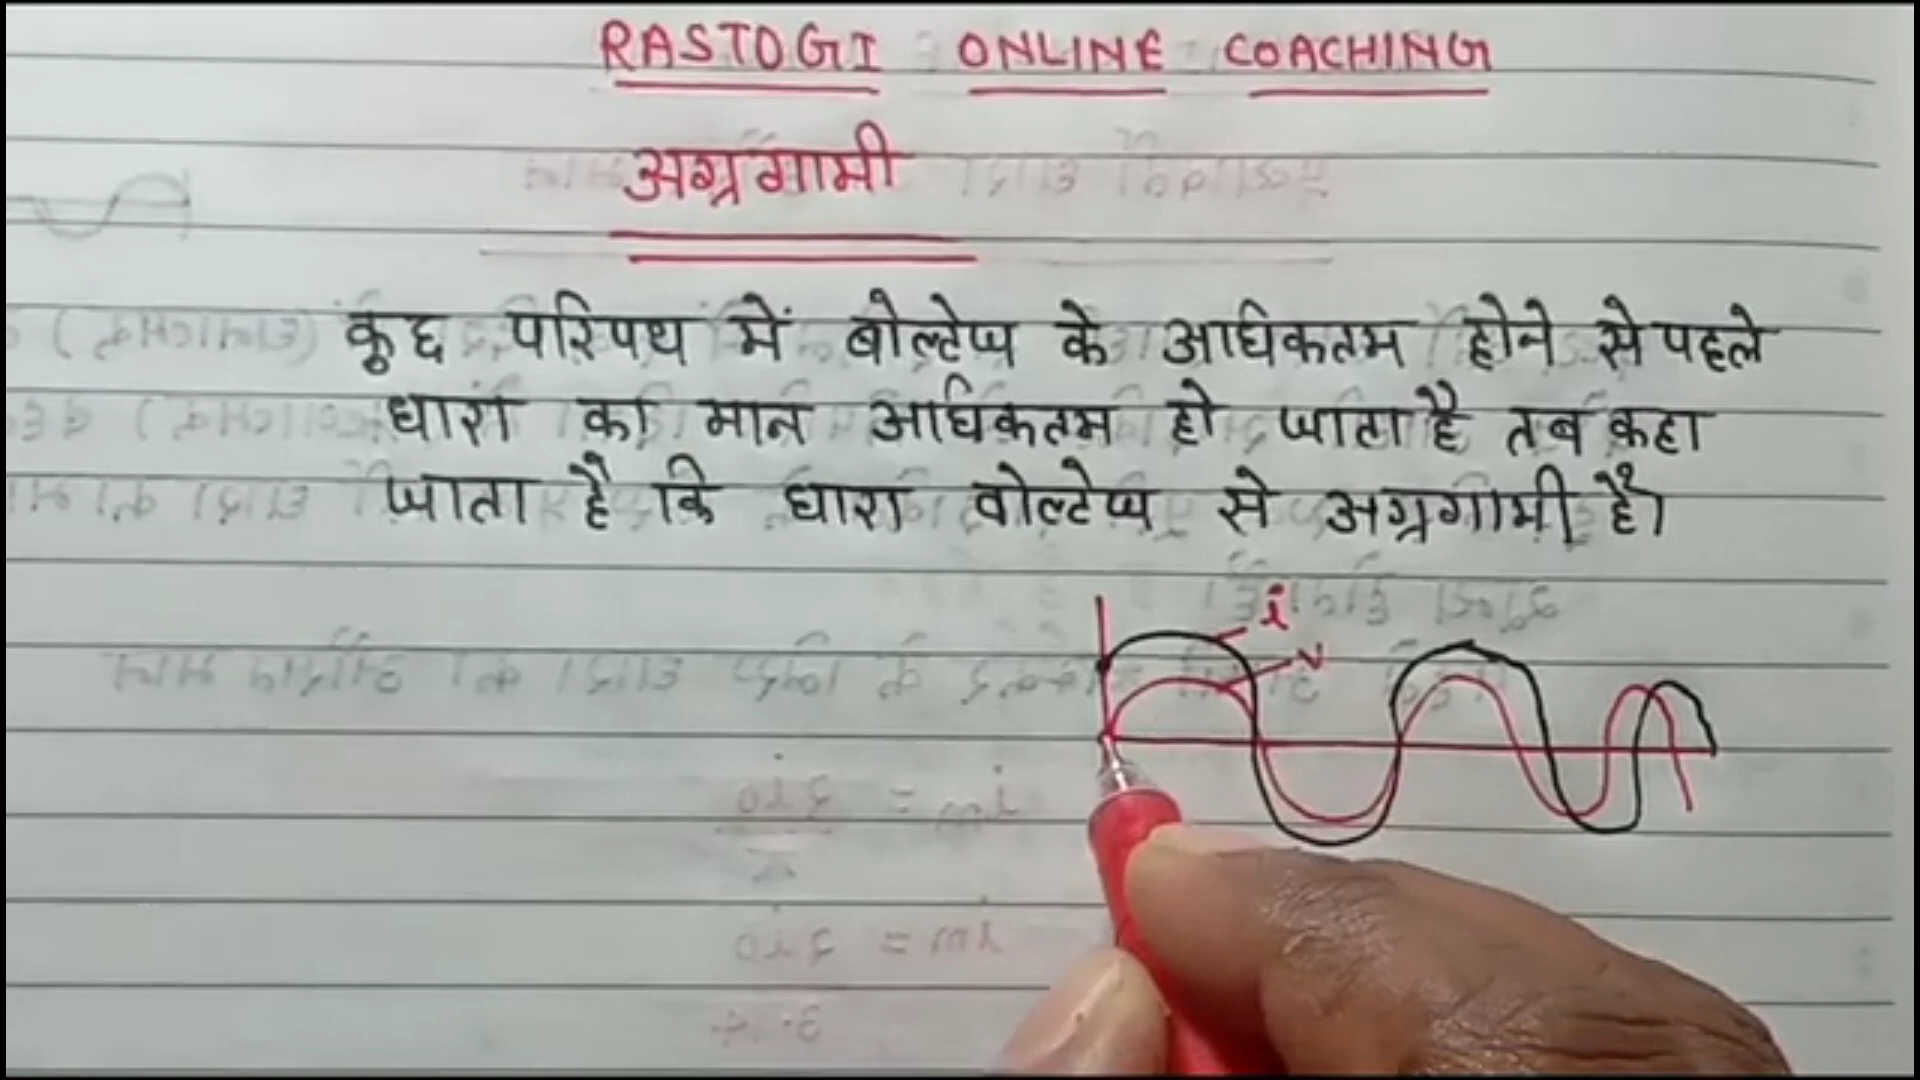 RASTOGI ONLINE COACHING
अग्रगामी
कुछ परिपथ में बोल्टेज के अधिकतम होने से पहले
धारा का मान अधिकतम हो जाता है तब कहा
जाता है कि धारा वोल्टेज से अग्रगामी है।
i
v